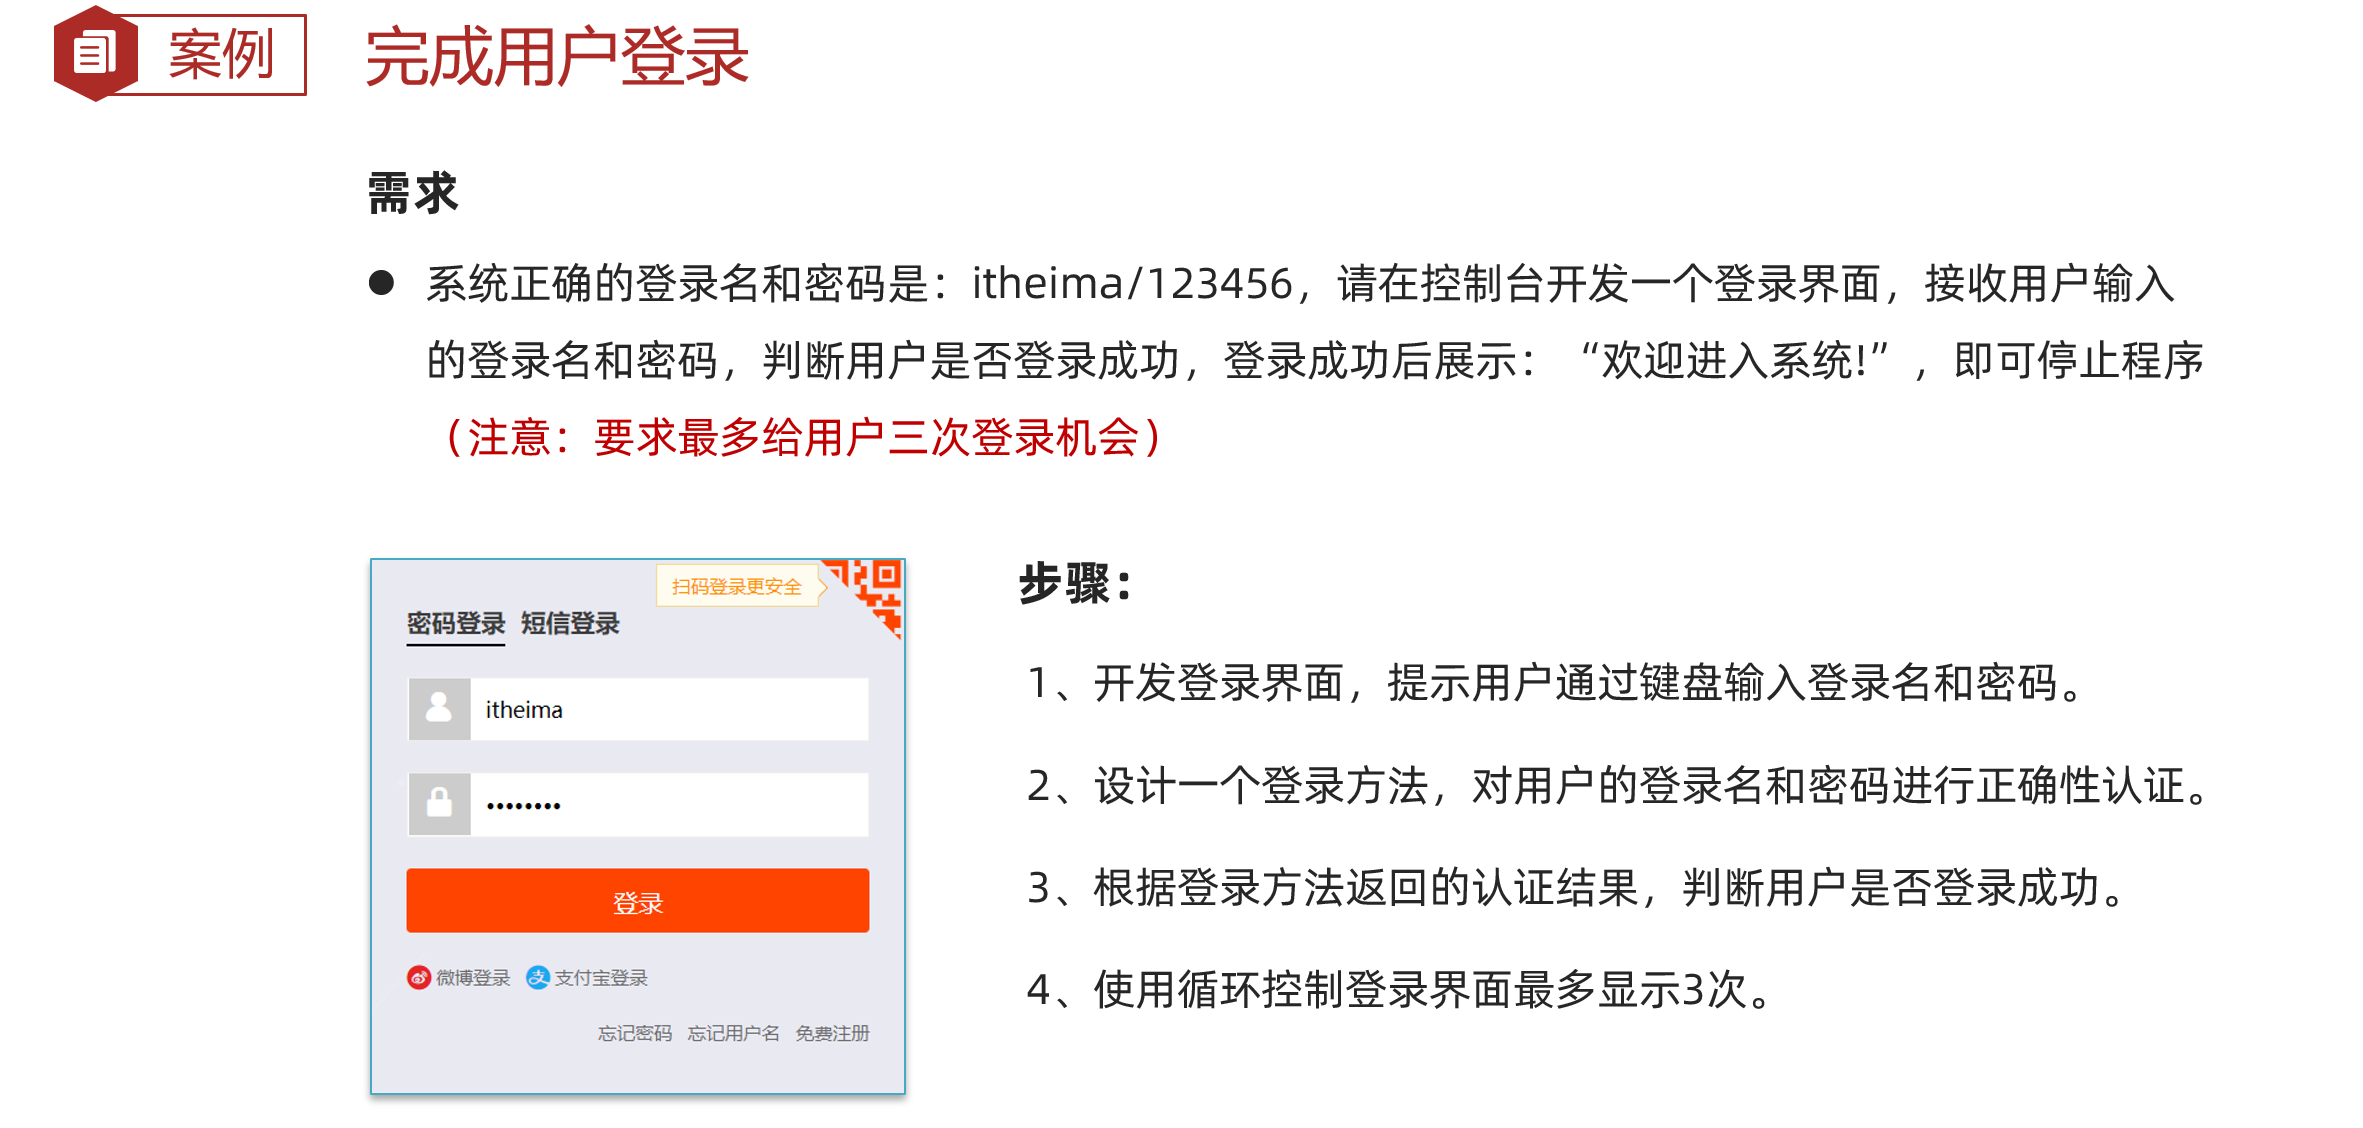 案例
完成用户登录
需求
● 系统正确的登录名和密码是：itheima/123456，请在控制台开发一个登录界面，接收用户输入
的登录名和密码，判断用户是否登录成功，登录成功后展示：“欢迎进入系统!”，即可停止程序
（注意：要求最多给用户三次登录机会）
扫码登录更安全
密码登录 短信登录
itheima
••••••••
登录
微博登录 支付宝登录
忘记密码 忘记用户名 免费注册
步骤：
1、开发登录界面，提示用户通过键盘输入登录名和密码。
2、设计一个登录方法，对用户的登录名和密码进行正确性认证。
3、根据登录方法返回的认证结果，判断用户是否登录成功。
4、使用循环控制登录界面最多显示3次。